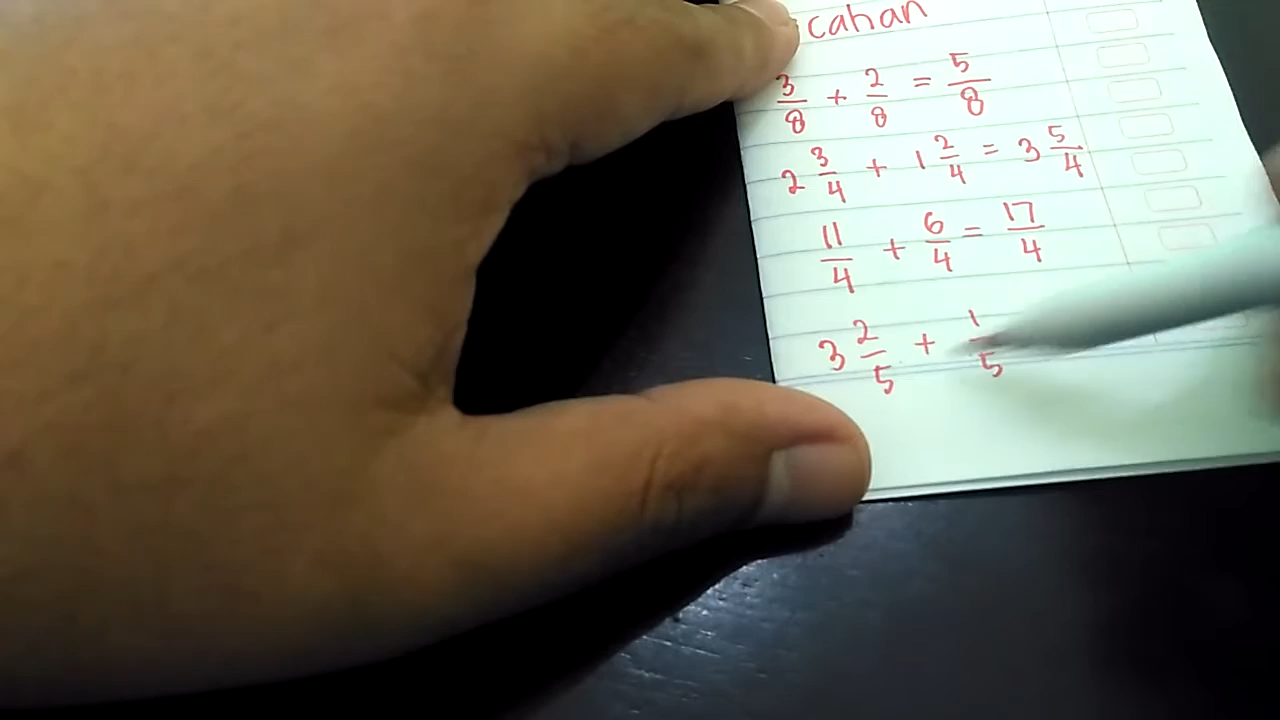 cahan
3/8 + 2/8 = 5/8
2 3/4 + 1 2/4 = 3 5/4
11/4 + 6/4 = 17/4
3 2/5 + 1/5